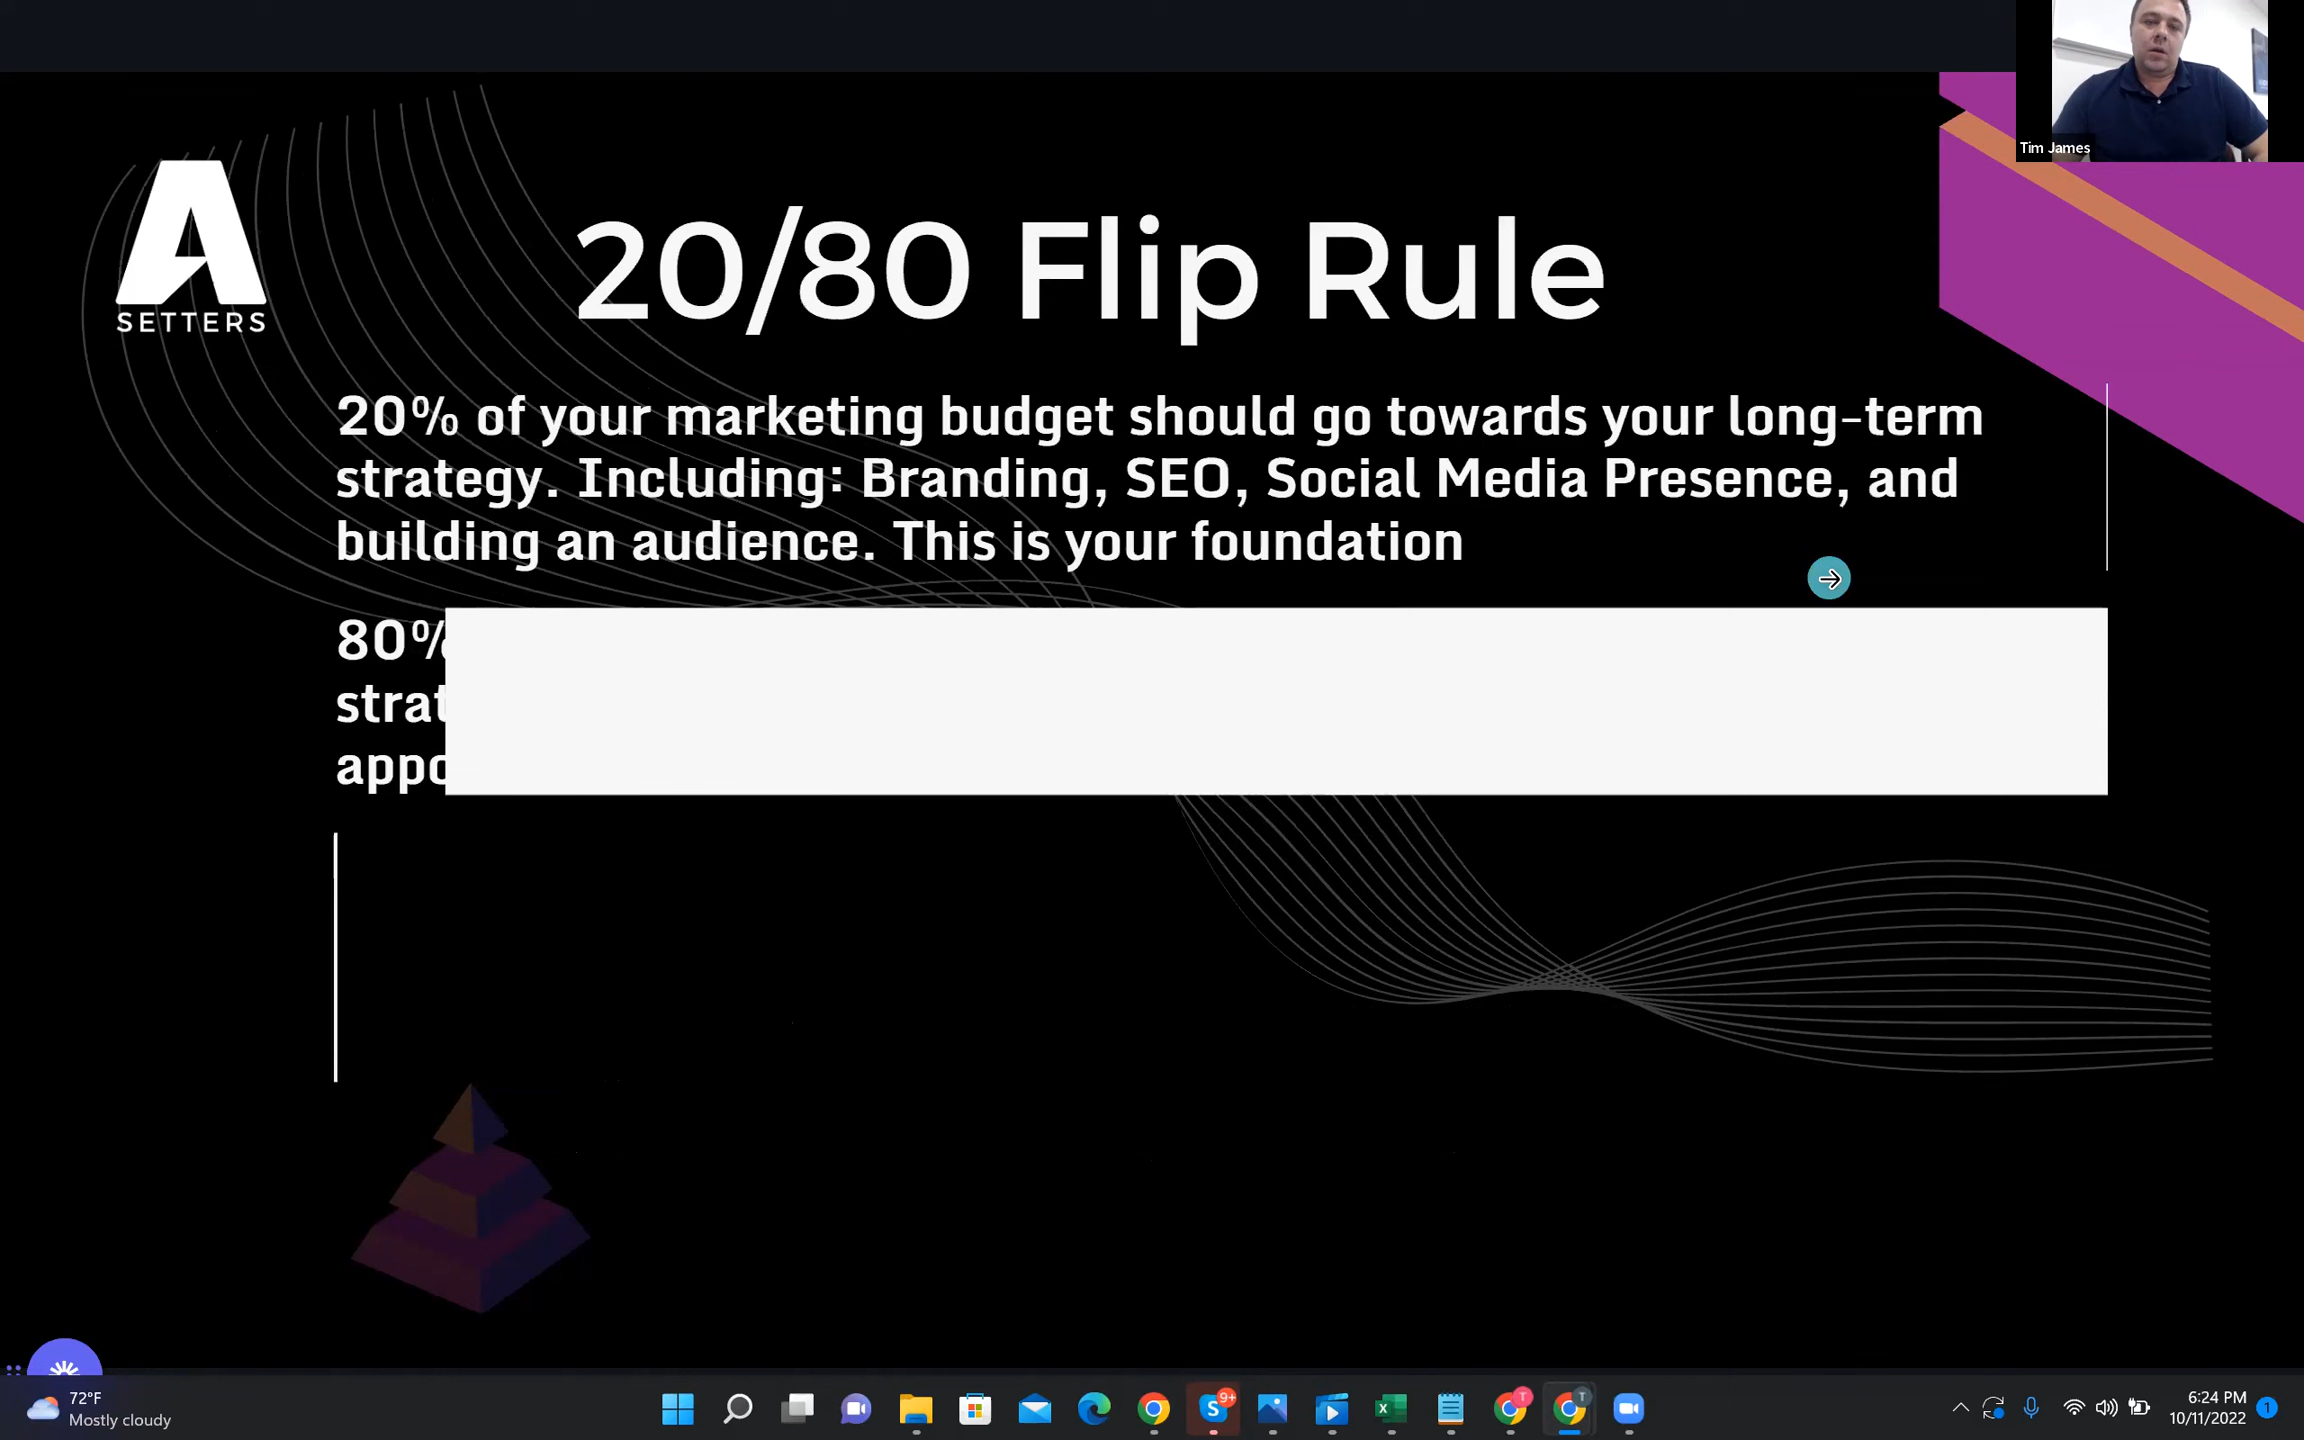 Tim James
SETTERS
20/80 Flip Rule
20% of your marketing budget should go towards your long-term
strategy. Including: Branding, SEO, Social Media Presence, and
building an audience. This is your foundation
80%
strat
appo
72°F
Mostly cloudy
9+
T
T
6:24 PM
10/11/2022
1